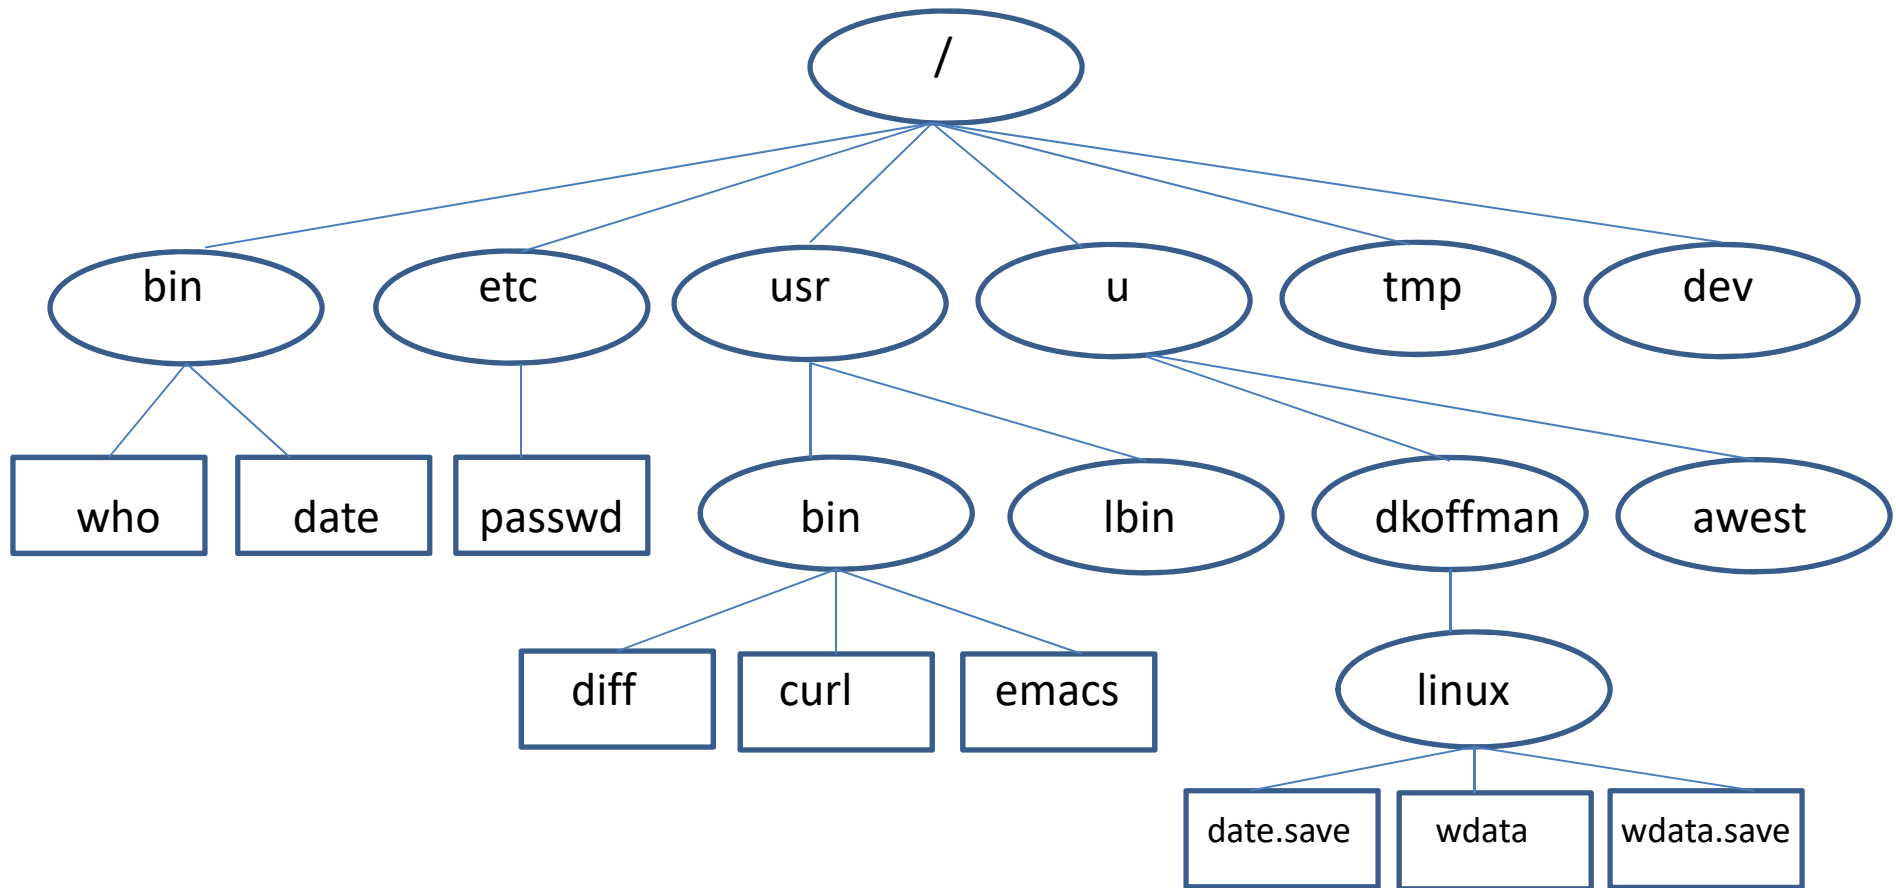 /
bin etc usr u tmp dev
who date passwd bin lbin dkoffman awest
diff curl emacs linux
date.save wdata wdata.save